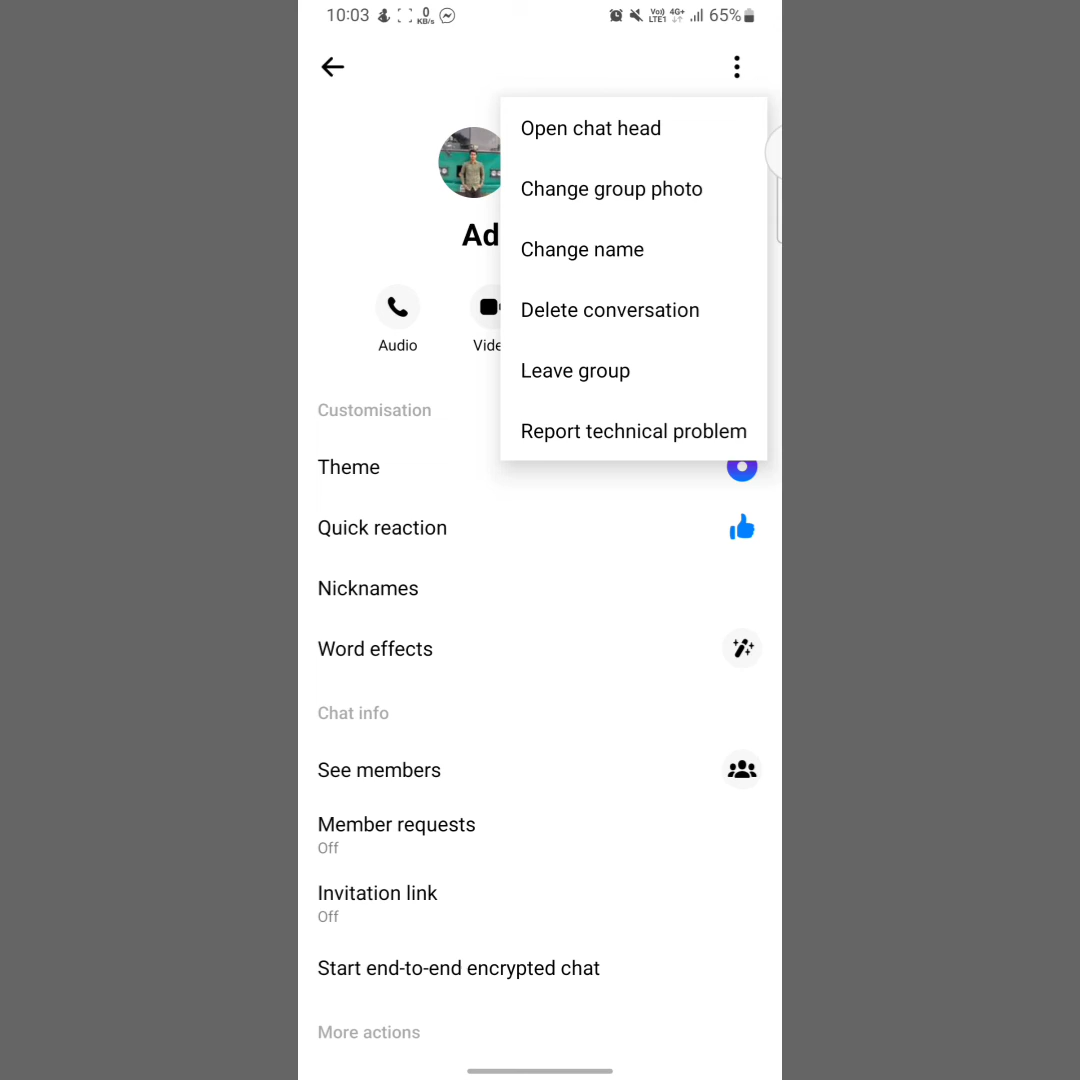 10:03 0 KB/s Vo)) LTE1 4G+ 65%
Open chat head
Change group photo
Ad
Change name
Delete conversation
Audio
Vide
Leave group
Customisation
Report technical problem
Theme
Quick reaction
Nicknames
Word effects
Chat info
See members
Member requests
Off
Invitation link
Off
Start end-to-end encrypted chat
More actions